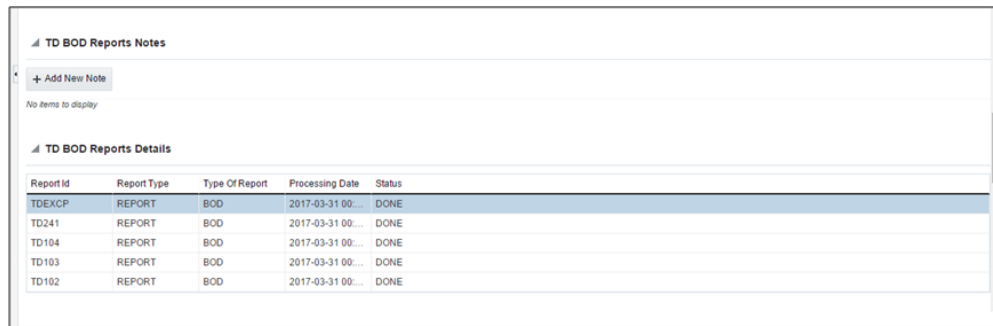 TD BOD Reports Notes
+ Add New Note
No items to display
TD BOD Reports Details
Report Id Report Type Type Of Report Processing Date Status
TDEXCP REPORT BOD 2017-03-31 00:... DONE
TD241 REPORT BOD 2017-03-31 00:... DONE
TD104 REPORT BOD 2017-03-31 00:... DONE
TD103 REPORT BOD 2017-03-31 00:... DONE
TD102 REPORT BOD 2017-03-31 00:... DONE